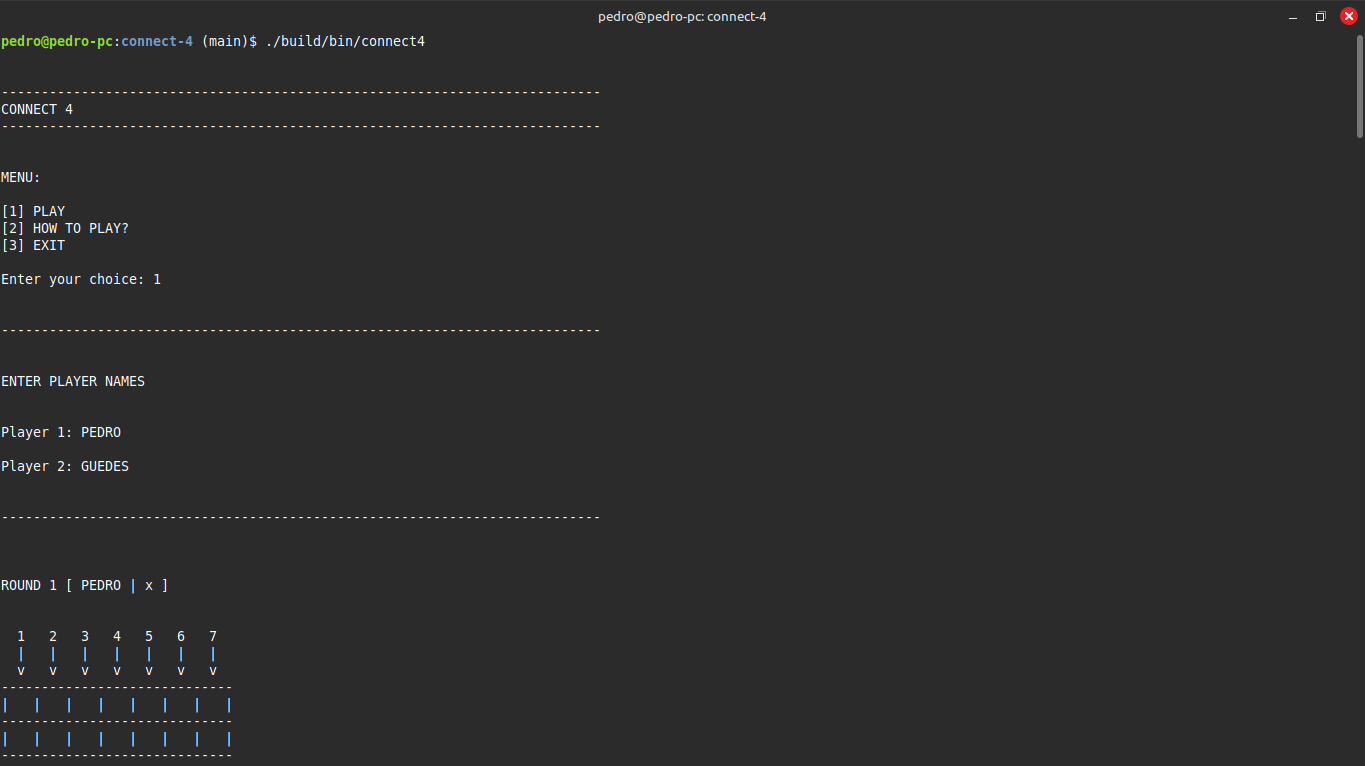 pedro@pedro-pc: connect-4
pedro@pedro-pc:connect-4 (main)$ ./build/bin/connect4
---------------------------------------------------------------------------
CONNECT 4
---------------------------------------------------------------------------
MENU:
[1] PLAY
[2] HOW TO PLAY?
[3] EXIT
Enter your choice: 1
---------------------------------------------------------------------------
ENTER PLAYER NAMES
Player 1: PEDRO
Player 2: GUEDES
---------------------------------------------------------------------------
ROUND 1 [ PEDRO | x ]
  1   2   3   4   5   6   7
  |   |   |   |   |   |   |
  v   v   v   v   v   v   v
-----------------------------
|   |   |   |   |   |   |   |
-----------------------------
|   |   |   |   |   |   |   |
-----------------------------